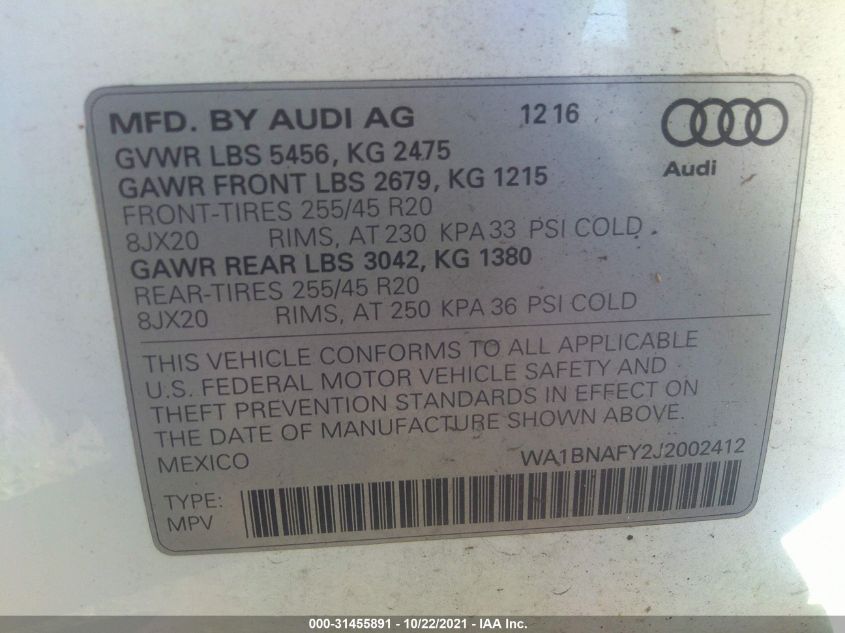 MFD. BY AUDI AG 12 16
GVWR LBS 5456, KG 2475
Audi
GAWR FRONT LBS 2679, KG 1215
FRONT-TIRES 255/45 R20
8JX20 RIMS, AT 230 KPA 33 PSI COLD
GAWR REAR LBS 3042, KG 1380
REAR-TIRES 255/45 R20
8JX20 RIMS, AT 250 KPA 36 PSI COLD
THIS VEHICLE CONFORMS TO ALL APPLICABLE
U.S. FEDERAL MOTOR VEHICLE SAFETY AND
THEFT PREVENTION STANDARDS IN EFFECT ON
THE DATE OF MANUFACTURE SHOWN ABOVE.
MEXICO WA1BNAFY2J2002412
TYPE:
MPV
000-31455891 - 10/22/2021 - IAA Inc.